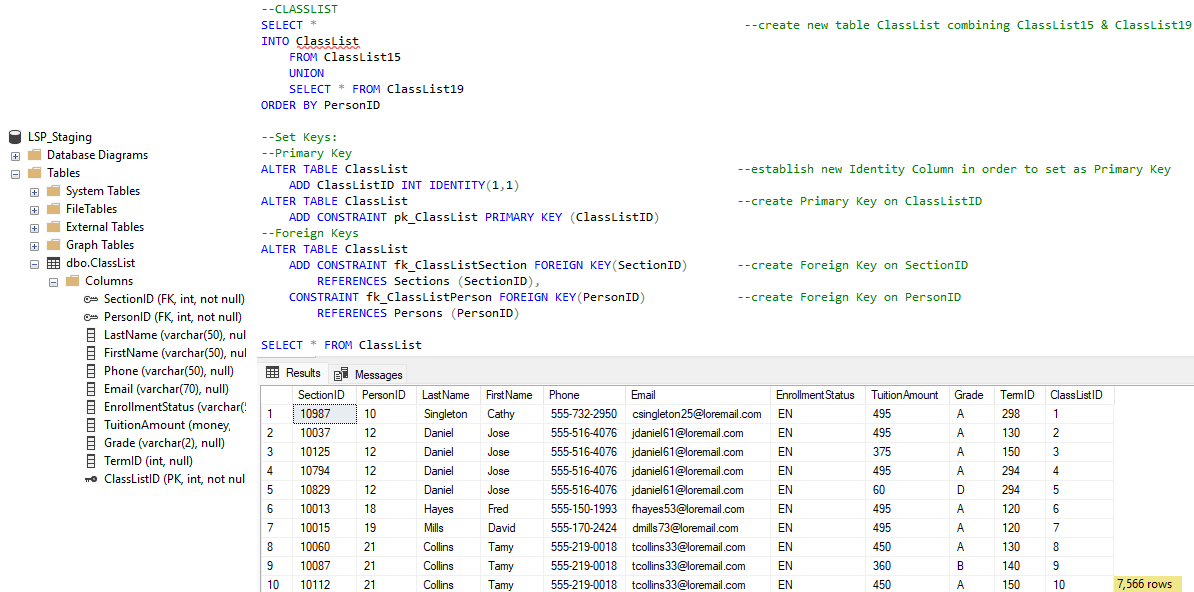 --CLASSLIST
SELECT * --create new table ClassList combining ClassList15 & ClassList19
INTO ClassList
FROM ClassList15
UNION
SELECT * FROM ClassList19
ORDER BY PersonID
--Set Keys:
--Primary Key
ALTER TABLE ClassList --establish new Identity Column in order to set as Primary Key
ADD ClassListID INT IDENTITY(1,1)
ALTER TABLE ClassList --create Primary Key on ClassListID
ADD CONSTRAINT pk_ClassList PRIMARY KEY (ClassListID)
--Foreign Keys
ALTER TABLE ClassList
ADD CONSTRAINT fk_ClassListSection FOREIGN KEY(SectionID) --create Foreign Key on SectionID
REFERENCES Sections (SectionID),
CONSTRAINT fk_ClassListPerson FOREIGN KEY(PersonID) --create Foreign Key on PersonID
REFERENCES Persons (PersonID)
SELECT * FROM ClassList
LSP_Staging
Database Diagrams
Tables
System Tables
FileTables
External Tables
Graph Tables
dbo.ClassList
Columns
SectionID (FK, int, not null)
PersonID (FK, int, not null)
LastName (varchar(50), nul
FirstName (varchar(50), nul
Phone (varchar(50), null)
Email (varchar(70), null)
EnrollmentStatus (varchar(
TuitionAmount (money,
Grade (varchar(2), null)
TermID (int, null)
ClassListID (PK, int, not nul
Results Messages
SectionID PersonID LastName FirstName Phone Email EnrollmentStatus TuitionAmount Grade TermID ClassListID
1 10987 10 Singleton Cathy 555-732-2950 csingleton25@loremail.com EN 495 A 298 1
2 10037 12 Daniel Jose 555-516-4076 jdaniel61@loremail.com EN 495 A 130 2
3 10125 12 Daniel Jose 555-516-4076 jdaniel61@loremail.com EN 375 A 150 3
4 10794 12 Daniel Jose 555-516-4076 jdaniel61@loremail.com EN 495 A 294 4
5 10829 12 Daniel Jose 555-516-4076 jdaniel61@loremail.com EN 60 D 294 5
6 10013 18 Hayes Fred 555-150-1993 fhayes53@loremail.com EN 495 A 120 6
7 10015 19 Mills David 555-170-2424 dmills73@loremail.com EN 495 A 120 7
8 10060 21 Collins Tamy 555-219-0018 tcollins33@loremail.com EN 450 A 130 8
9 10087 21 Collins Tamy 555-219-0018 tcollins33@loremail.com EN 360 B 140 9
10 10112 21 Collins Tamy 555-219-0018 tcollins33@loremail.com EN 450 A 150 10
7,566 rows